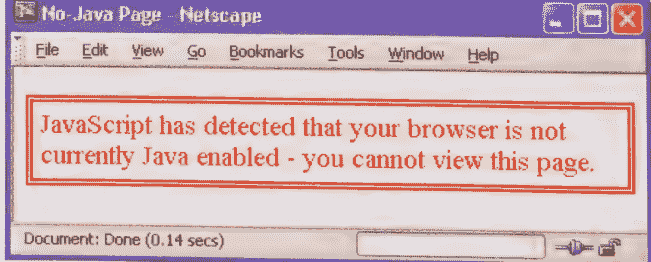 No-Java Page - Netscape
File Edit View Go Bookmarks Tools Window Help
JavaScript has detected that your browser is not
currently Java enabled - you cannot view this page.
Document: Done (0.14 secs)